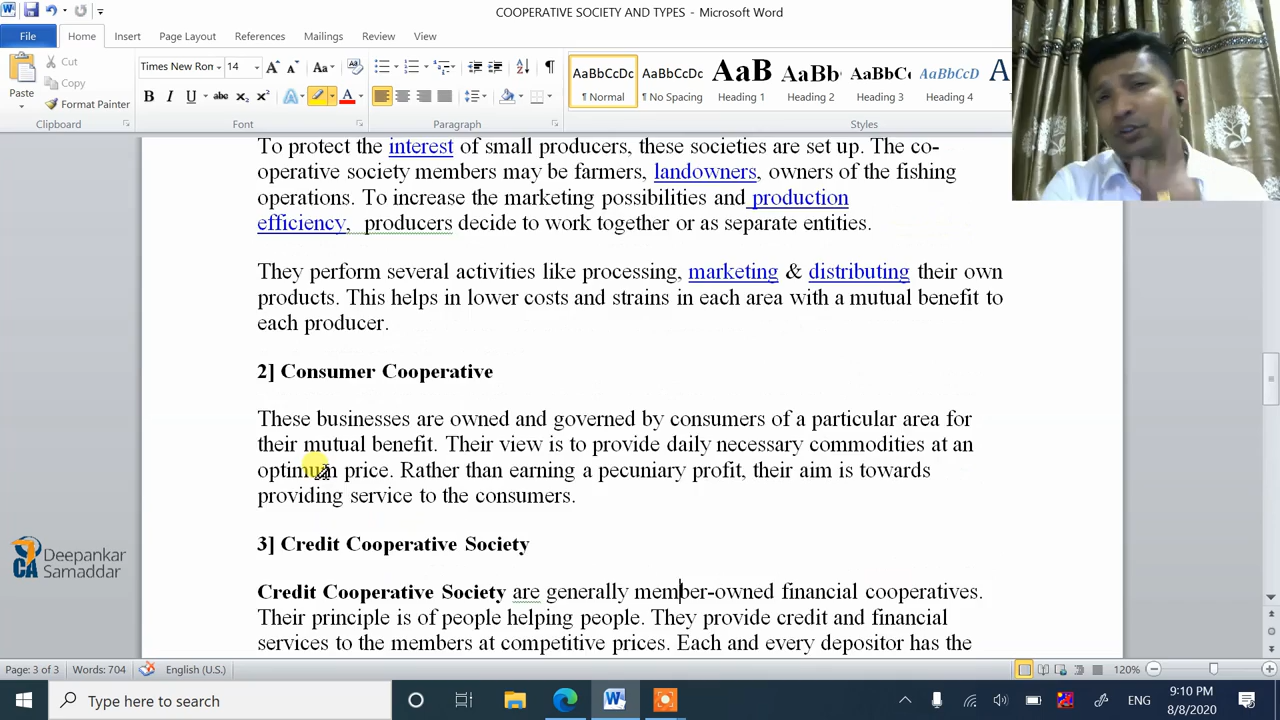 COOPERATIVE SOCIETY AND TYPES - Microsoft Word
File Home Insert Page Layout References Mailings Review View
Cut
Copy
Format Painter
Paste
Times New Ron 14
AaBbCcDc AaBbCcDc AaB AaBbC AaBbC AaBbCcD
¶ Normal ¶ No Spacing Heading 1 Heading 2 Heading 3 Heading 4
Clipboard Font Paragraph Styles
To protect the interest of small producers, these societies are set up. The co-
operative society members may be farmers, landowners, owners of the fishing
operations. To increase the marketing possibilities and production
efficiency, producers decide to work together or as separate entities.
They perform several activities like processing, marketing & distributing their own
products. This helps in lower costs and strains in each area with a mutual benefit to
each producer.
2] Consumer Cooperative
These businesses are owned and governed by consumers of a particular area for
their mutual benefit. Their view is to provide daily necessary commodities at an
optimum price. Rather than earning a pecuniary profit, their aim is towards
providing service to the consumers.
3] Credit Cooperative Society
Credit Cooperative Society are generally member-owned financial cooperatives.
Their principle is of people helping people. They provide credit and financial
services to the members at competitive prices. Each and every depositor has the
CA Deepankar
Samaddar
Page: 3 of 3 Words: 704 English (U.S.) 120%
Type here to search
ENG
9:10 PM
8/8/2020